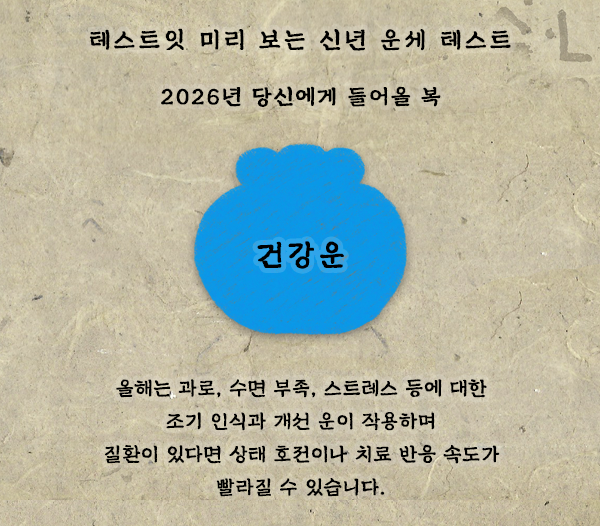 테스트잇 미리 보는 신년 운세 테스트
2026년 당신에게 들어올 복
건강운
올해는 과로, 수면 부족, 스트레스 등에 대한
조기 인식과 개선 운이 작용하며
질환이 있다면 상태 호전이나 치료 반응 속도가
빨라질 수 있습니다.